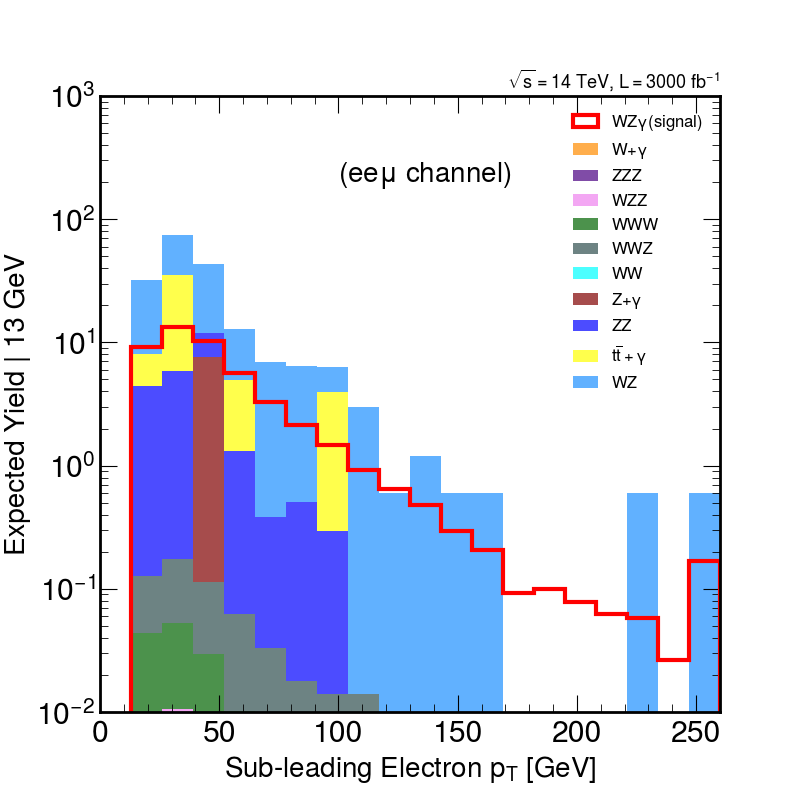 √s = 14 TeV, L = 3000 fb⁻¹
(eeμ channel)
WZγ(signal)
W+γ
ZZZ
WZZ
WWW
WWZ
WW
Z+γ
ZZ
tt̄+γ
WZ
Expected Yield | 13 GeV
10³
10²
10¹
10⁰
10⁻¹
10⁻²
0 50 100 150 200 250
Sub-leading Electron p_T [GeV]